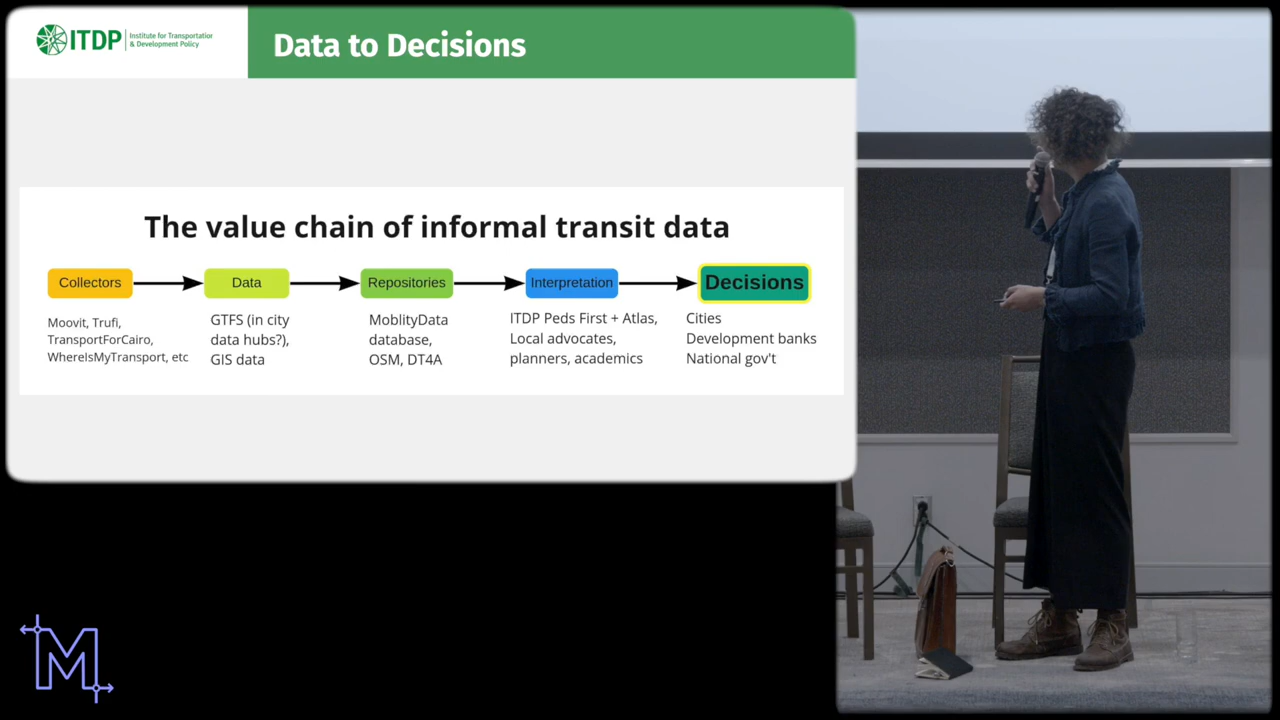 ITDP
Institute for Transportation
& Development Policy
Data to Decisions
The value chain of informal transit data
Collectors
Data
Repositories
Interpretation
Decisions
Moovit, Trufi,
TransportForCairo,
WhereIsMyTransport, etc
GTFS (in city
data hubs?),
GIS data
MoblityData
database,
OSM, DT4A
ITDP Peds First + Atlas,
Local advocates,
planners, academics
Cities
Development banks
National gov't
M